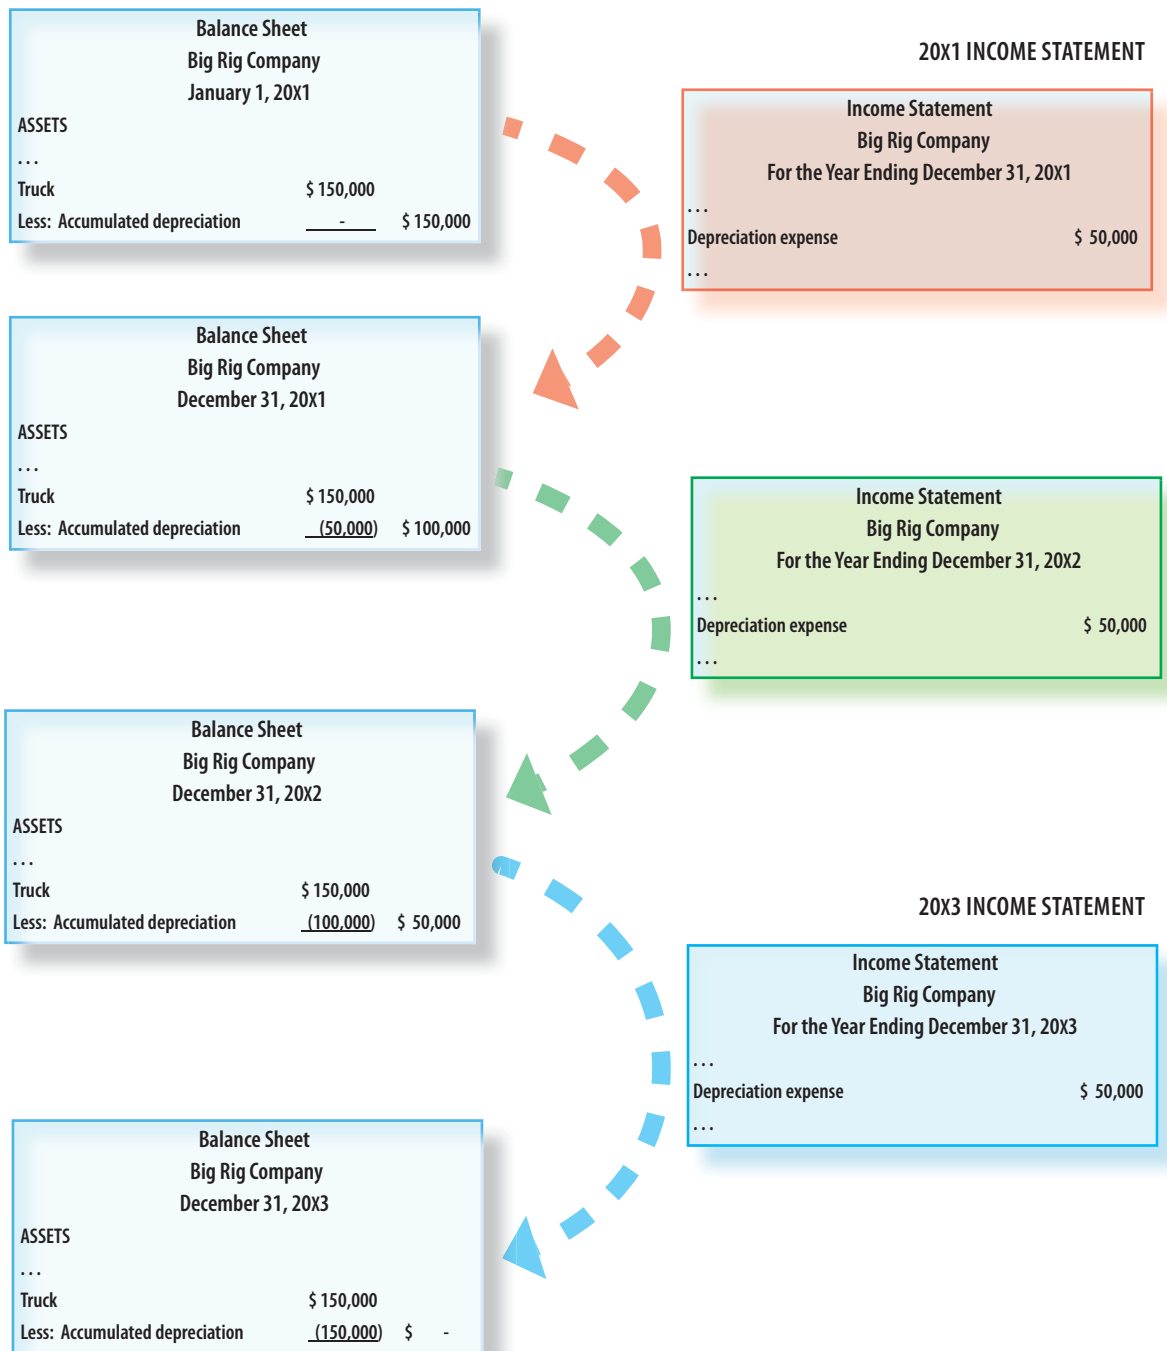 Balance Sheet
Big Rig Company
January 1, 20X1
ASSETS
. . .
Truck $ 150,000
Less: Accumulated depreciation - $ 150,000
20X1 INCOME STATEMENT
Income Statement
Big Rig Company
For the Year Ending December 31, 20X1
. . .
Depreciation expense $ 50,000
. . .
Balance Sheet
Big Rig Company
December 31, 20X1
ASSETS
. . .
Truck $ 150,000
Less: Accumulated depreciation (50,000) $ 100,000
Income Statement
Big Rig Company
For the Year Ending December 31, 20X2
. . .
Depreciation expense $ 50,000
. . .
Balance Sheet
Big Rig Company
December 31, 20X2
ASSETS
. . .
Truck $ 150,000
Less: Accumulated depreciation (100,000) $ 50,000
20X3 INCOME STATEMENT
Income Statement
Big Rig Company
For the Year Ending December 31, 20X3
. . .
Depreciation expense $ 50,000
. . .
Balance Sheet
Big Rig Company
December 31, 20X3
ASSETS
. . .
Truck $ 150,000
Less: Accumulated depreciation (150,000) $ -